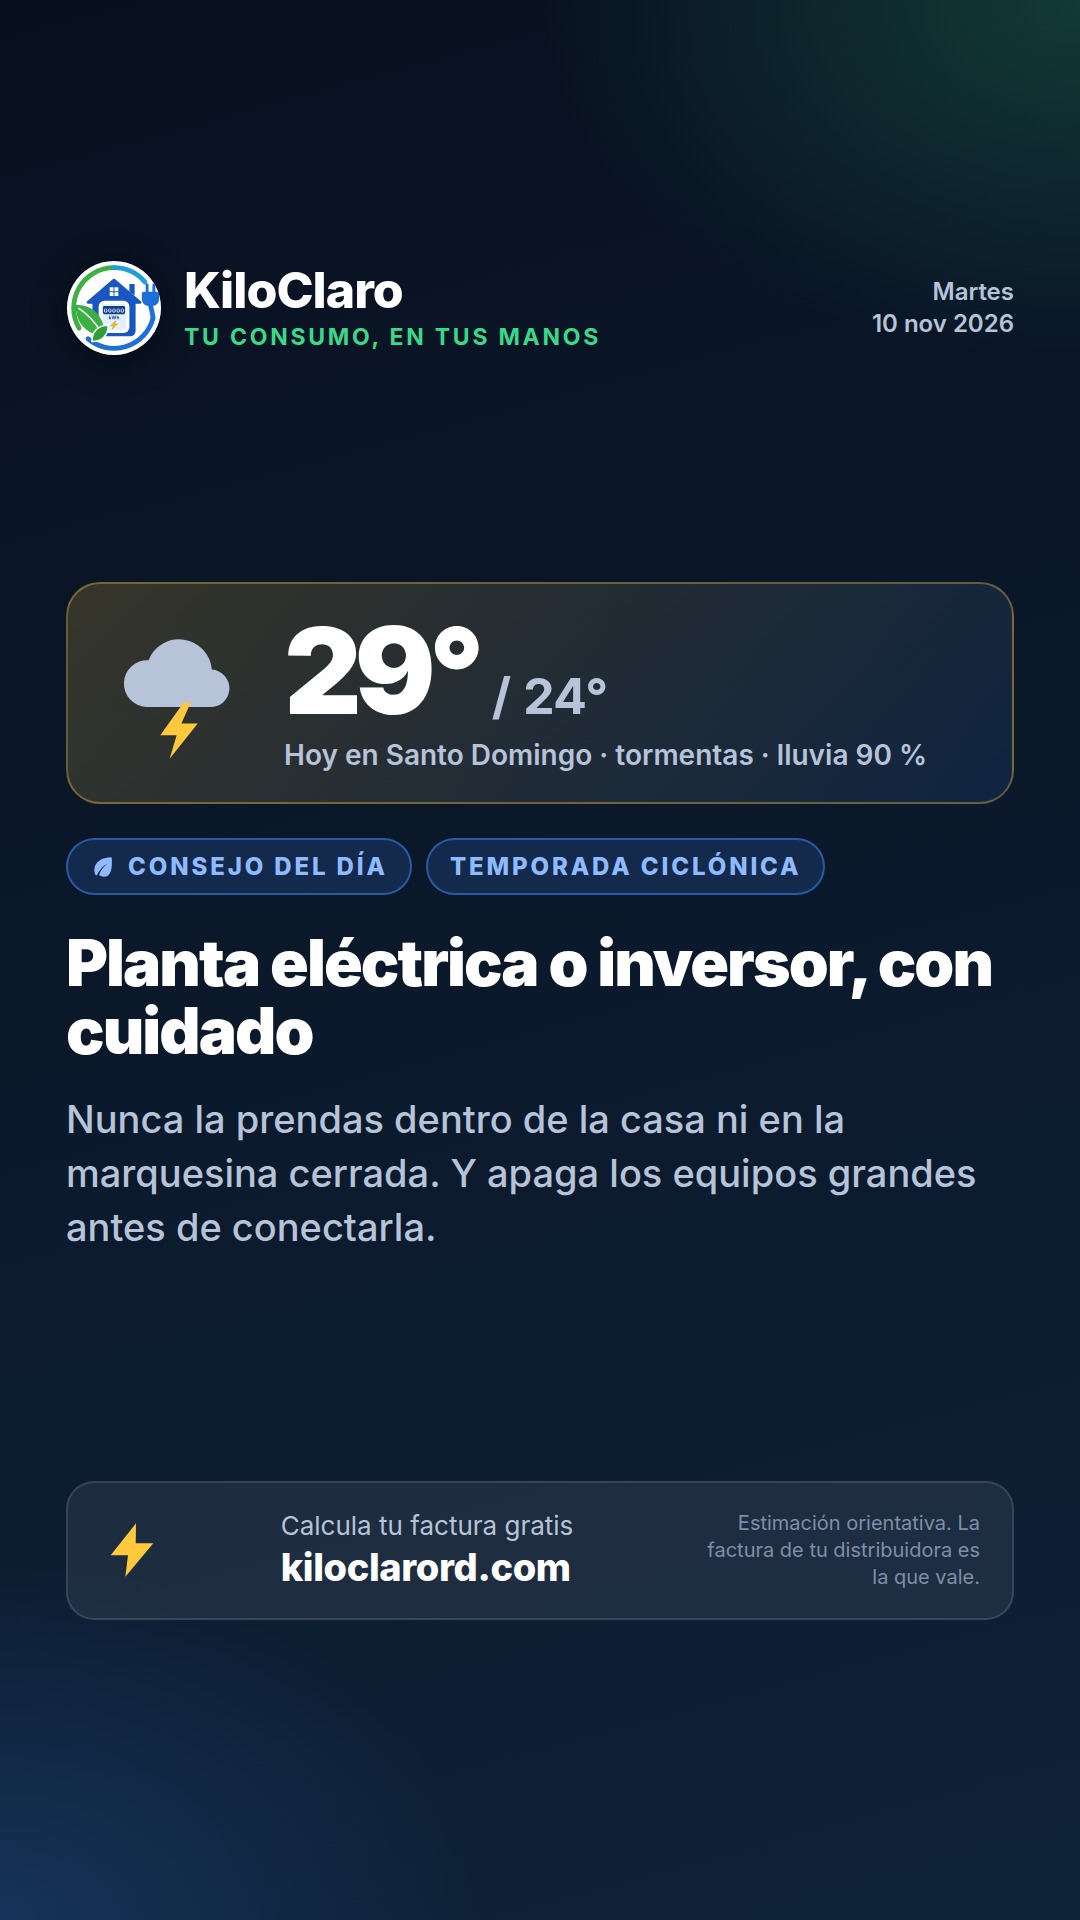 KiloClaro
TU CONSUMO, EN TUS MANOS
Martes
10 nov 2026
29° / 24°
Hoy en Santo Domingo · tormentas · lluvia 90 %
CONSEJO DEL DÍA
TEMPORADA CICLÓNICA
Planta eléctrica o inversor, con
cuidado
Nunca la prendas dentro de la casa ni en la
marquesina cerrada. Y apaga los equipos grandes
antes de conectarla.
Calcula tu factura gratis
kiloclarord.com
Estimación orientativa. La
factura de tu distribuidora es
la que vale.